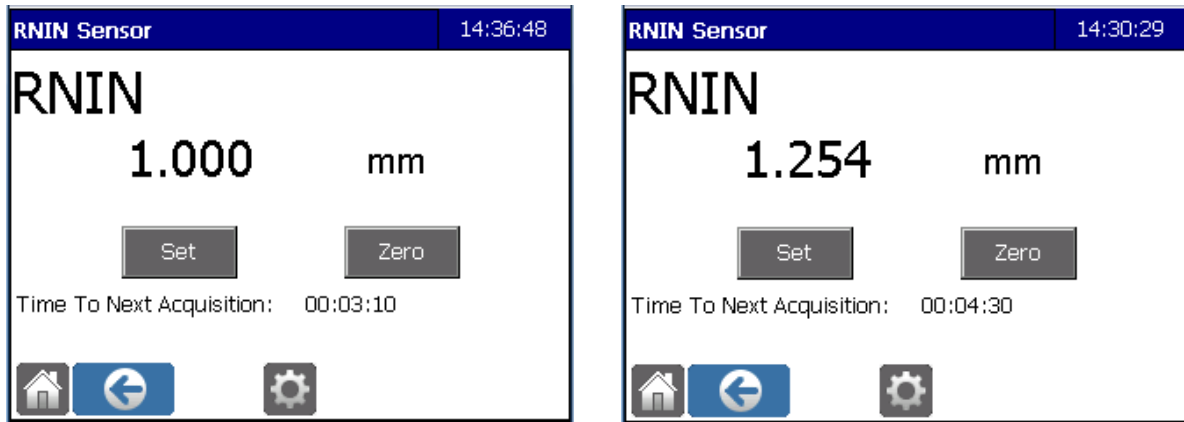 RNIN Sensor 14:36:48
RNIN
1.000 mm
Set Zero
Time To Next Acquisition: 00:03:10
RNIN Sensor 14:30:29
RNIN
1.254 mm
Set Zero
Time To Next Acquisition: 00:04:30